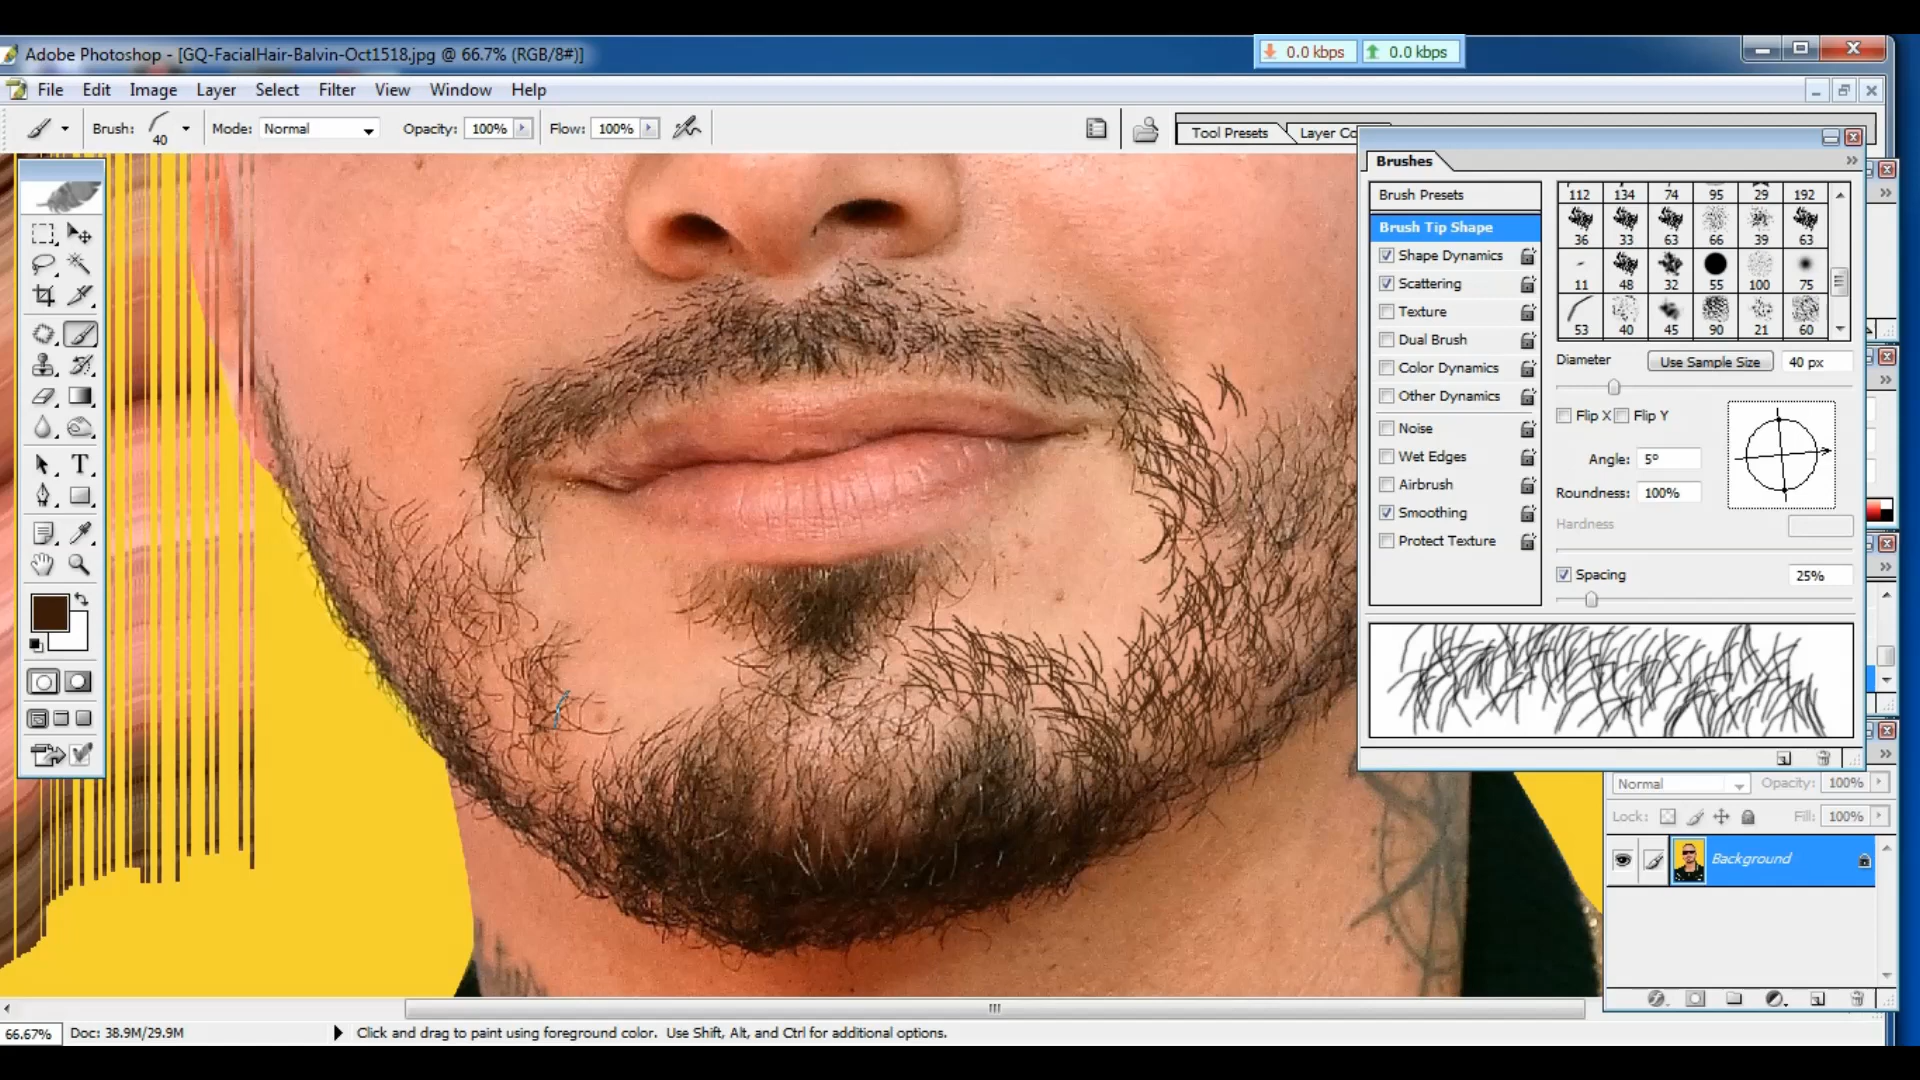 Adobe Photoshop - [GQ-FacialHair-Balvin-Oct1518.jpg @ 66.7% (RGB/8#)]
0.0 kbps 0.0 kbps
File Edit Image Layer Select Filter View Window Help
Brush: 40 Mode: Normal Opacity: 100% Flow: 100%
Tool Presets Layer Co
Brushes
Brush Presets
Brush Tip Shape
Shape Dynamics
Scattering
Texture
Dual Brush
Color Dynamics
Other Dynamics
Noise
Wet Edges
Airbrush
Smoothing
Protect Texture
112 134 74 95 29 192
36 33 63 66 39 63
11 48 32 55 100 75
53 40 45 90 21 60
Diameter Use Sample Size 40 px
Flip X Flip Y
Angle: 5º
Roundness: 100%
Hardness
Spacing 25%
Normal Opacity: 100%
Lock: Fill: 100%
Background
66.67% Doc: 38.9M/29.9M Click and drag to paint using foreground color. Use Shift, Alt, and Ctrl for additional options.